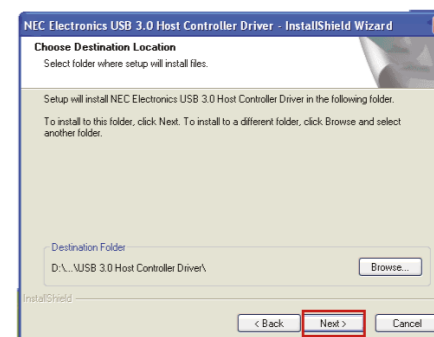 NEC Electronics USB 3.0 Host Controller Driver - InstallShield Wizard
Choose Destination Location
Select folder where setup will install files.
Setup will install NEC Electronics USB 3.0 Host Controller Driver in the following folder.
To install to this folder, click Next. To install to a different folder, click Browse and select
another folder.
Destination Folder
D:\...\USB 3.0 Host Controller Driver\
Browse...
InstallShield
< Back
Next >
Cancel